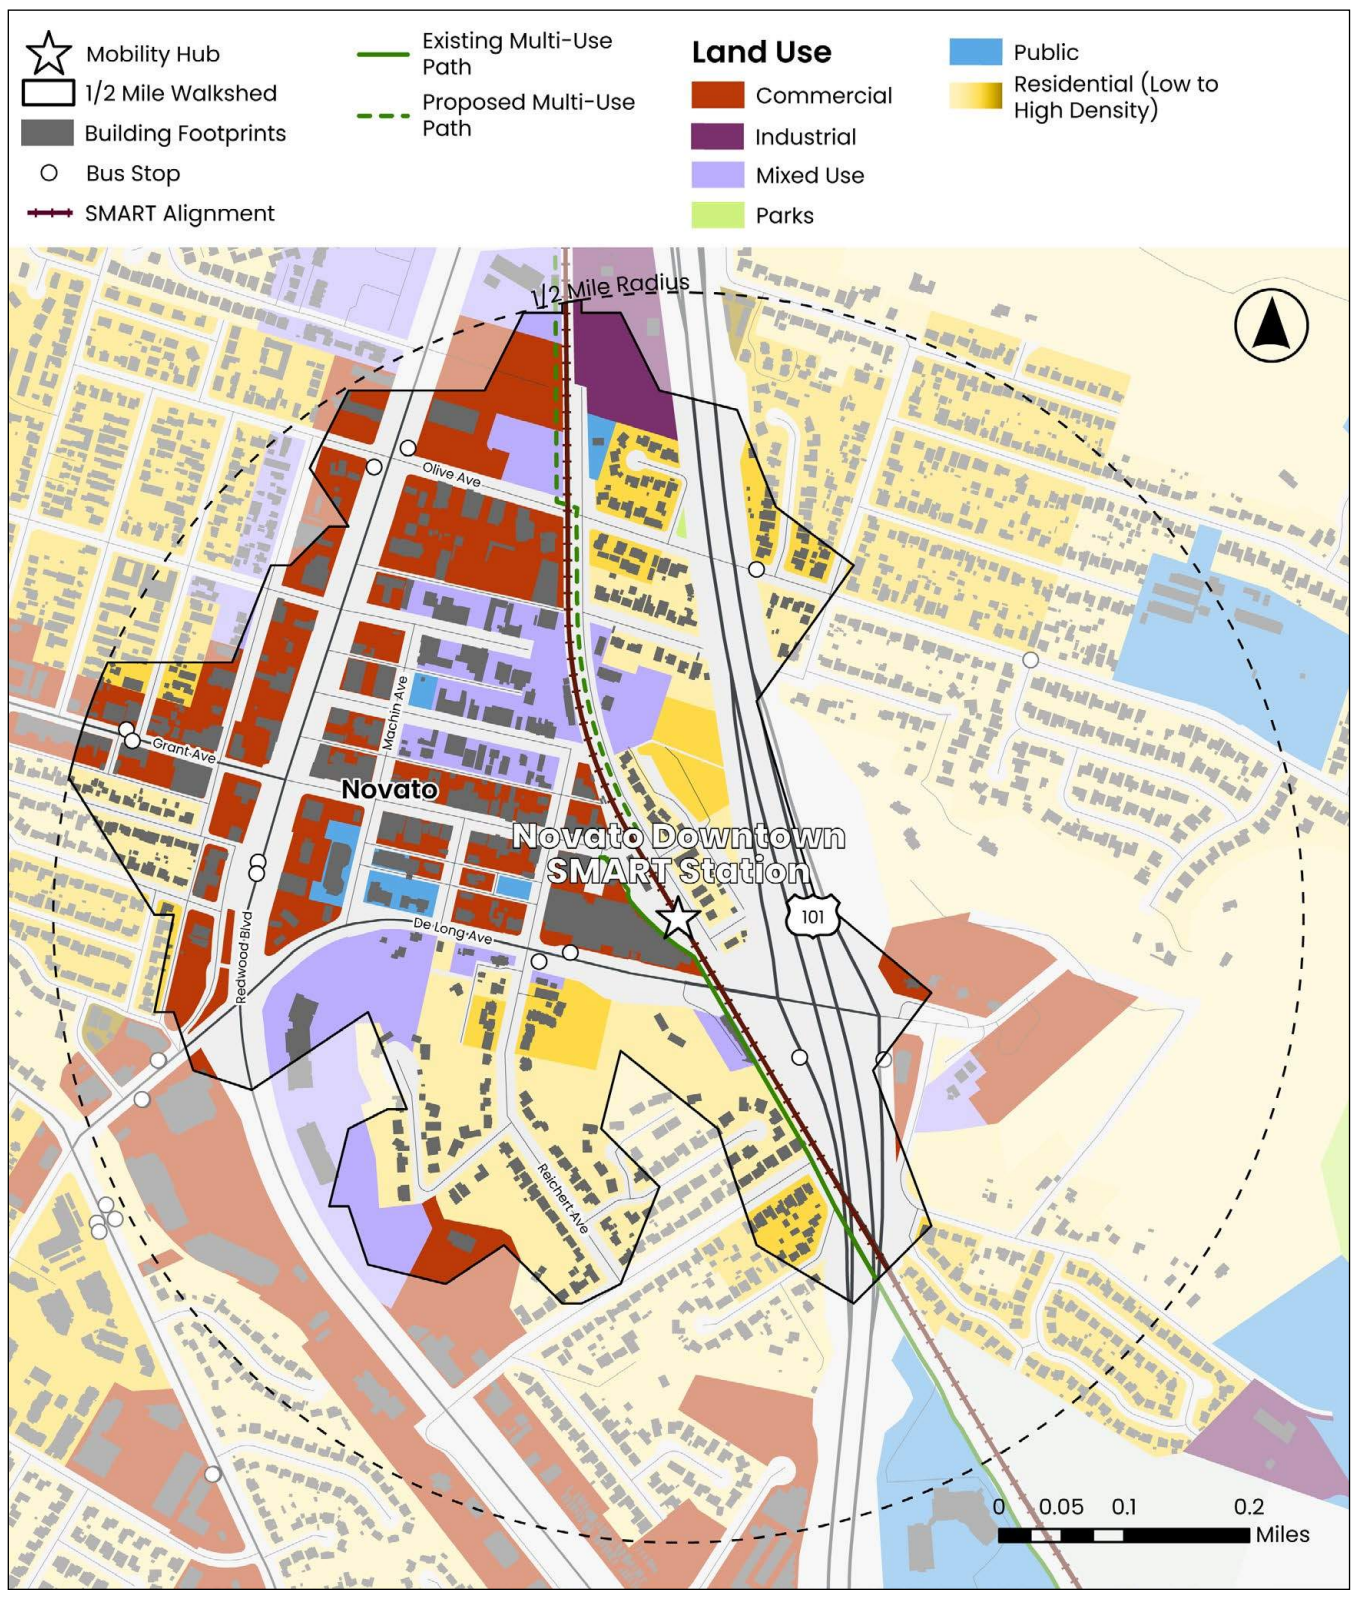 Mobility Hub
1/2 Mile Walkshed
Building Footprints
Bus Stop
SMART Alignment
Existing Multi-Use
Path
Proposed Multi-Use
Path
Land Use
Commercial
Industrial
Mixed Use
Parks
Public
Residential (Low to
High Density)
1/2 Mile Radius
Olive Ave
Machin Ave
Grant Ave
Novato
Novato Downtown
SMART Station
101
De Long Ave
Redwood Blvd
Reichert Ave
0 0.05 0.1 0.2
Miles